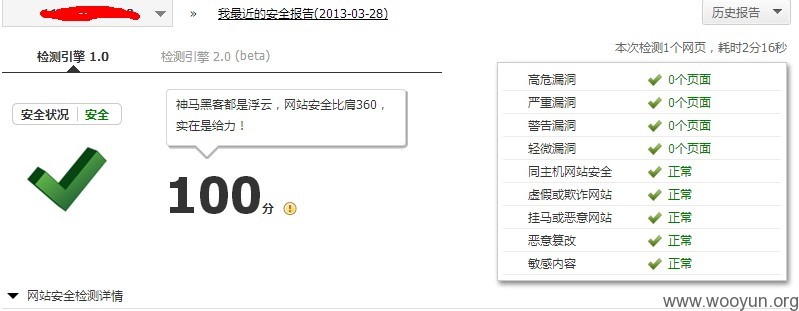 » 我最近的安全报告(2013-03-28)
历史报告
本次检测1个网页，耗时2分16秒
检测引擎 1.0
检测引擎 2.0 (beta)
安全状况 安全
神马黑客都是浮云，网站安全比肩360，
实在是给力！
100分
高危漏洞 0个页面
严重漏洞 0个页面
警告漏洞 0个页面
轻微漏洞 0个页面
同主机网站安全 正常
虚假或欺诈网站 正常
挂马或恶意网站 正常
恶意篡改 正常
敏感内容 正常
网站安全检测详情
www.wooyun.org